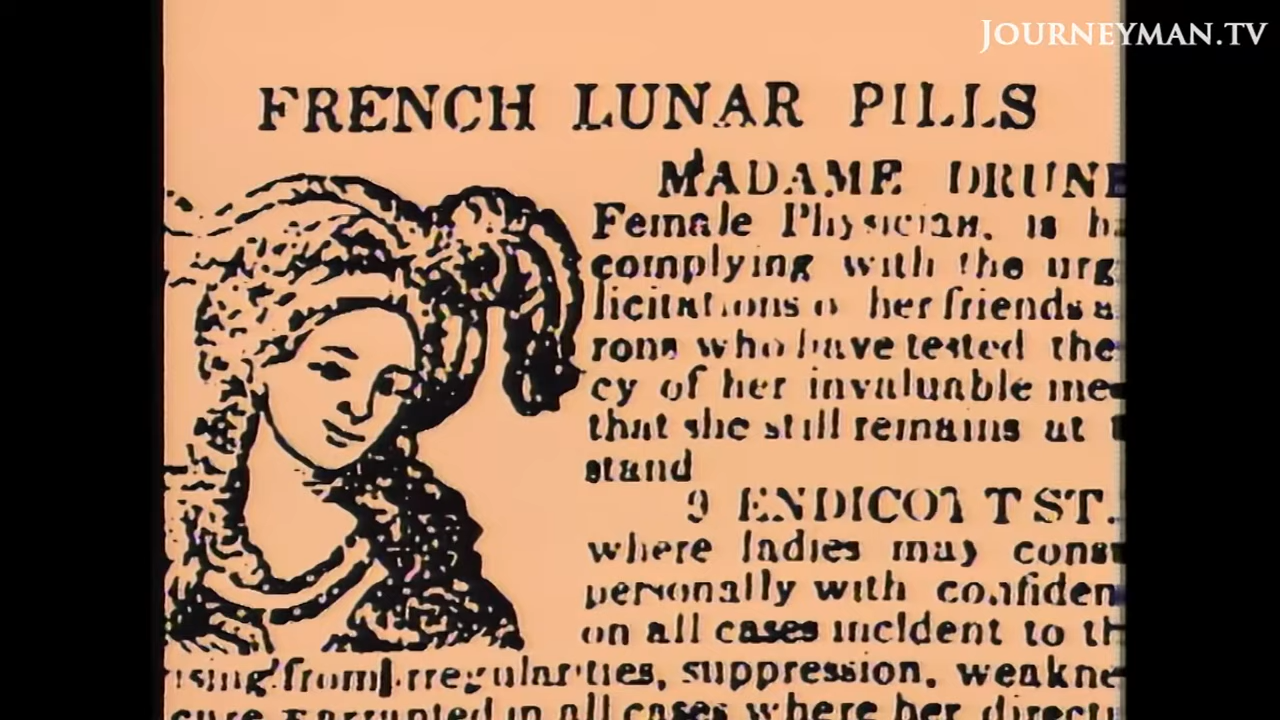 JOURNEYMAN.TV
FRENCH LUNAR PILLS
MADAME DRUNE
Female Physician, is h
complying with the urg
licitations o her friends a
rons who have tested the
cy of her invaluable me
that she still remains at
stand
9 ENDICOTT ST.
where ladies may cons
personally with confiden
on all cases incident to th
ising from irregularities, suppression, weakne
cure warranted in all cases where her directi